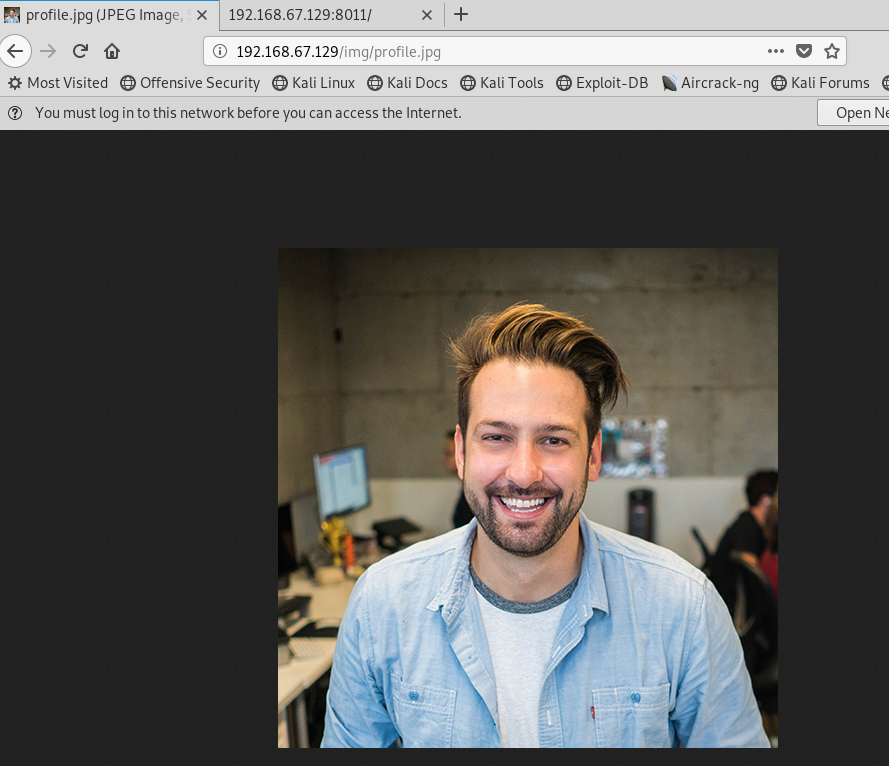 profile.jpg (JPEG Image, 192.168.67.129:8011/
192.168.67.129/img/profile.jpg
Most Visited Offensive Security Kali Linux Kali Docs Kali Tools Exploit-DB Aircrack-ng Kali Forums
You must log in to this network before you can access the Internet. Open Ne